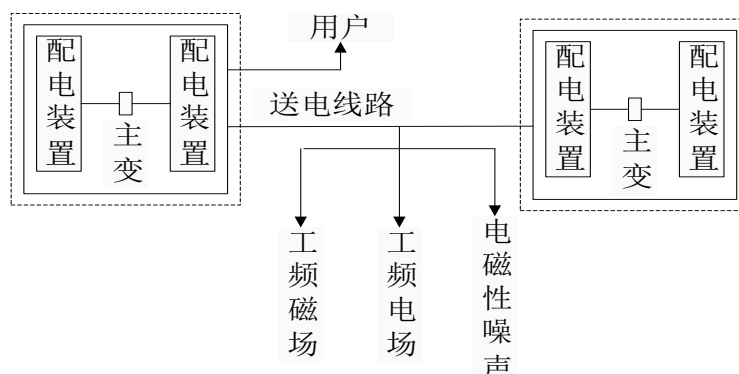 用户
配电装置
主变
配电装置
送电线路
配电装置
主变
配电装置
工频磁场
工频电场
电磁性噪声